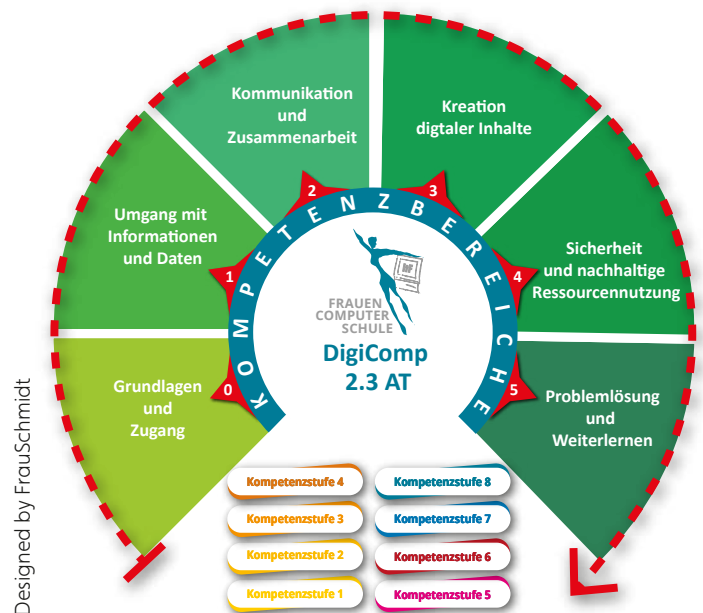 Kommunikation
und
Zusammenarbeit
Kreation
digtaler Inhalte
Umgang mit
Informationen
und Daten
Sicherheit
und nachhaltige
Ressourcennutzung
Grundlagen
und
Zugang
Problemlösung
und
Weiterlernen
0
1
2
3
4
5
KOMPETENZBEREICHE
FRAUEN
COMPUTER
SCHULE
DigiComp
2.3 AT
Kompetenzstufe 4
Kompetenzstufe 3
Kompetenzstufe 2
Kompetenzstufe 1
Kompetenzstufe 8
Kompetenzstufe 7
Kompetenzstufe 6
Kompetenzstufe 5
Designed by FrauSchmidt